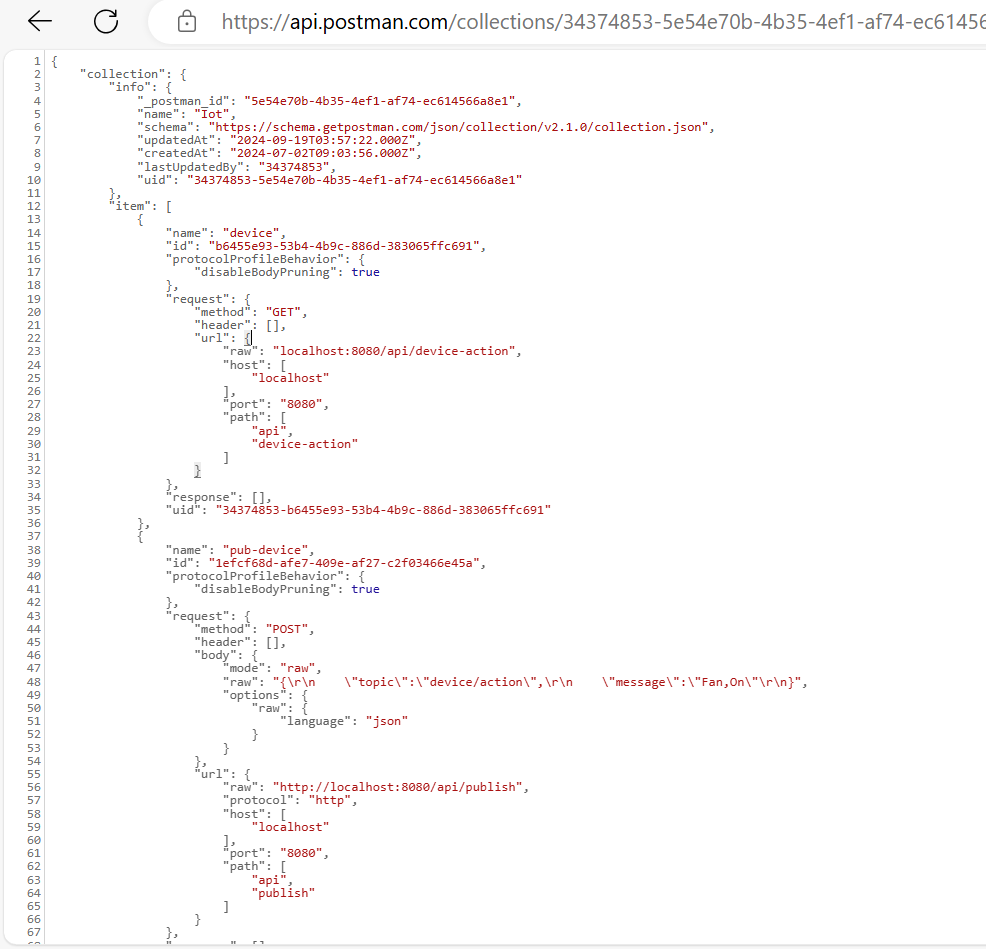 https://api.postman.com/collections/34374853-5e54e70b-4b35-4ef1-af74-ec61456
1 {
2     "collection": {
3         "info": {
4             "_postman_id": "5e54e70b-4b35-4ef1-af74-ec614566a8e1",
5             "name": "Iot",
6             "schema": "https://schema.getpostman.com/json/collection/v2.1.0/collection.json",
7             "updatedAt": "2024-09-19T03:57:22.000Z",
8             "createdAt": "2024-07-02T09:03:56.000Z",
9             "lastUpdatedBy": "34374853",
10             "uid": "34374853-5e54e70b-4b35-4ef1-af74-ec614566a8e1"
11         },
12         "item": [
13             {
14                 "name": "device",
15                 "id": "b6455e93-53b4-4b9c-886d-383065ffc691",
16                 "protocolProfileBehavior": {
17                     "disableBodyPruning": true
18                 },
19                 "request": {
20                     "method": "GET",
21                     "header": [],
22                     "url": {
23                         "raw": "localhost:8080/api/device-action",
24                         "host": [
25                             "localhost"
26                         ],
27                         "port": "8080",
28                         "path": [
29                             "api",
30                             "device-action"
31                         ]
32                     }
33                 },
34                 "response": [],
35                 "uid": "34374853-b6455e93-53b4-4b9c-886d-383065ffc691"
36             },
37             {
38                 "name": "pub-device",
39                 "id": "1efcf68d-afe7-409e-af27-c2f03466e45a",
40                 "protocolProfileBehavior": {
41                     "disableBodyPruning": true
42                 },
43                 "request": {
44                     "method": "POST",
45                     "header": [],
46                     "body": {
47                         "mode": "raw",
48                         "raw": "{\r\n    \"topic\":\"device/action\",\r\n    \"message\":\"Fan,On\"\r\n}",
49                         "options": {
50                             "raw": {
51                                 "language": "json"
52                             }
53                         }
54                     },
55                     "url": {
56                         "raw": "http://localhost:8080/api/publish",
57                         "protocol": "http",
58                         "host": [
59                             "localhost"
60                         ],
61                         "port": "8080",
62                         "path": [
63                             "api",
64                             "publish"
65                         ]
66                     }
67                 },